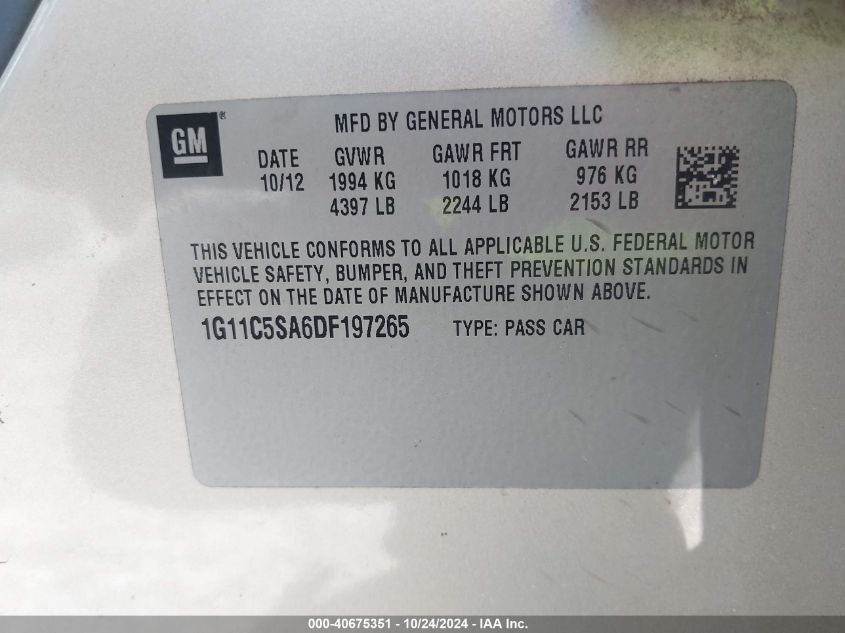 GM ®
MFD BY GENERAL MOTORS LLC
DATE GVWR GAWR FRT GAWR RR
10/12 1994 KG 1018 KG 976 KG
4397 LB 2244 LB 2153 LB
THIS VEHICLE CONFORMS TO ALL APPLICABLE U.S. FEDERAL MOTOR
VEHICLE SAFETY, BUMPER, AND THEFT PREVENTION STANDARDS IN
EFFECT ON THE DATE OF MANUFACTURE SHOWN ABOVE.
1G11C5SA6DF197265 TYPE: PASS CAR
000-40675351 - 10/24/2024 - IAA Inc.